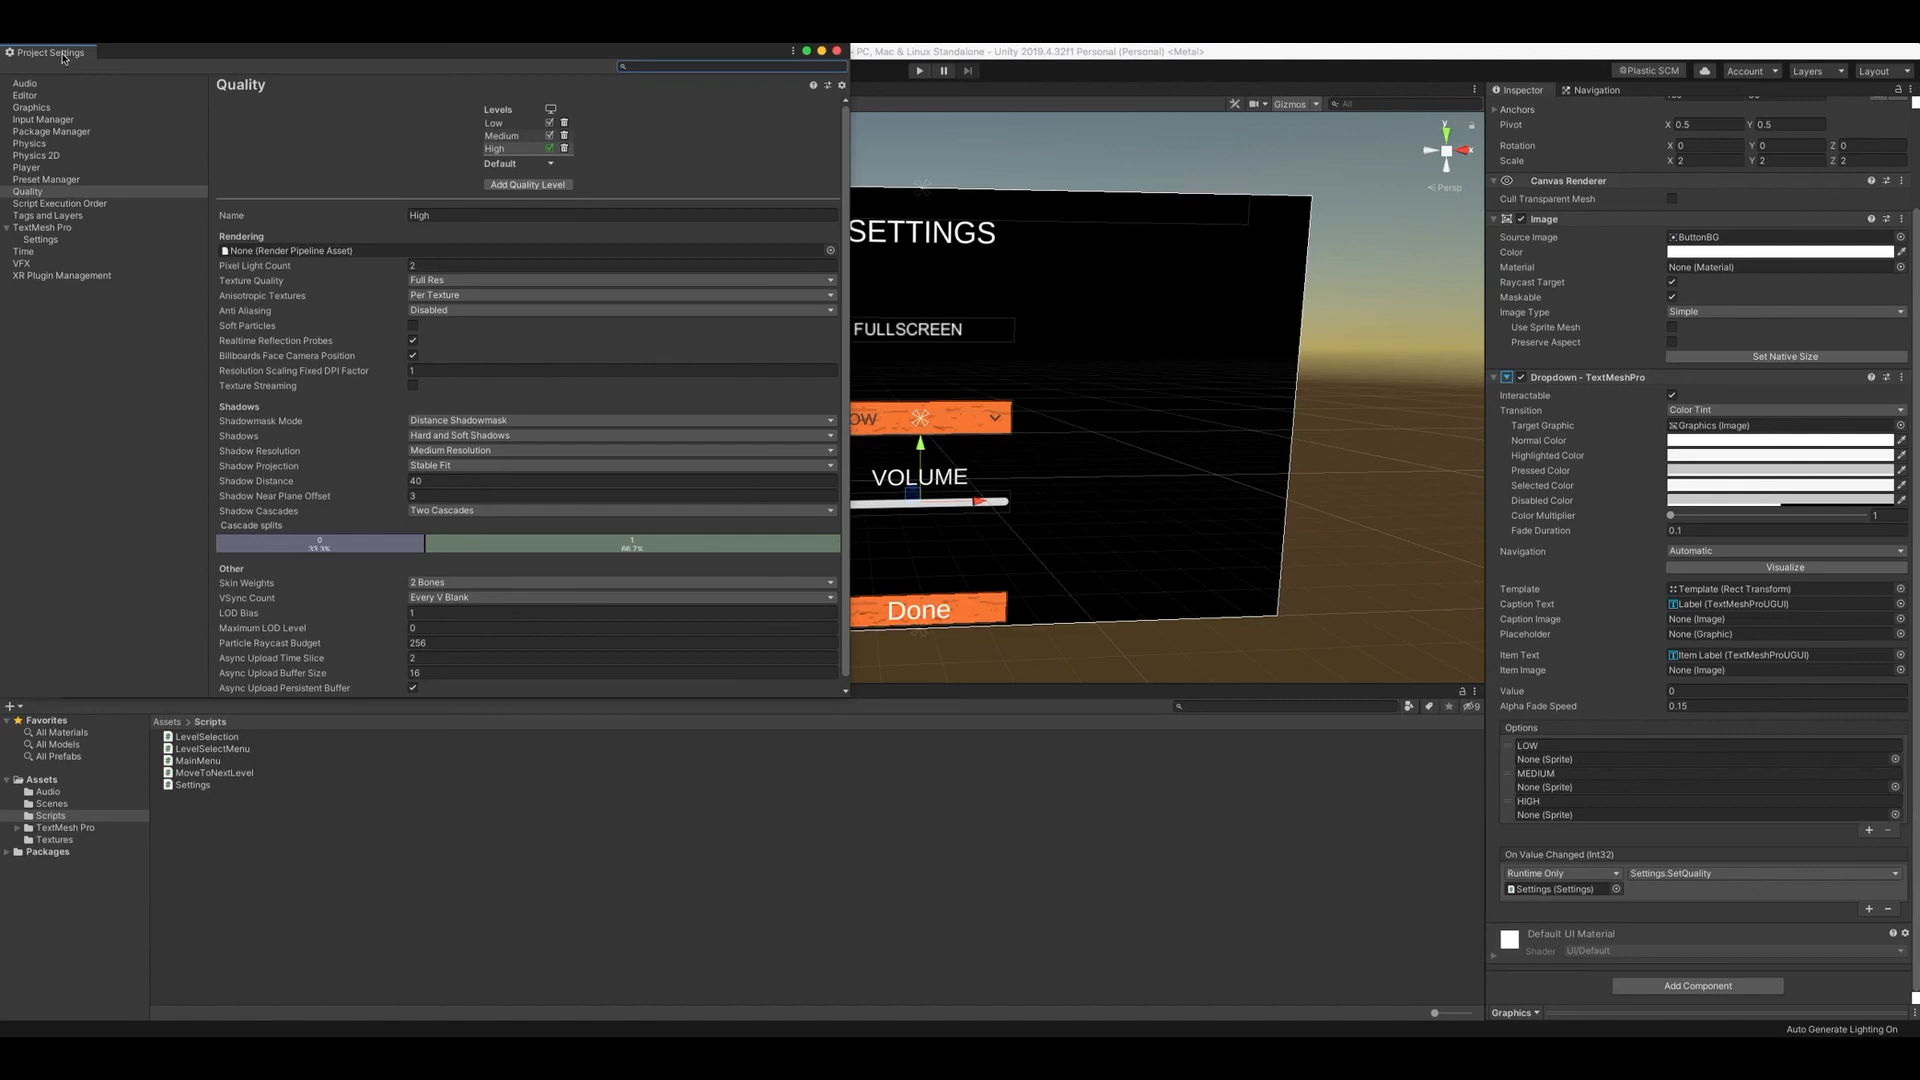 Project Settings
PC, Mac & Linux Standalone - Unity 2019.4.32f1 Personal (Personal) <Metal>
Plastic SCM
Account
Layers
Layout
Audio
Editor
Graphics
Input Manager
Package Manager
Physics
Physics 2D
Player
Preset Manager
Quality
Script Execution Order
Tags and Layers
TextMesh Pro
Settings
Time
VFX
XR Plugin Management
Quality
Levels
Low
Medium
High
Default
Add Quality Level
Name High
Rendering
None (Render Pipeline Asset)
Pixel Light Count 2
Texture Quality Full Res
Anisotropic Textures Per Texture
Anti Aliasing Disabled
Soft Particles
Realtime Reflection Probes
Billboards Face Camera Position
Resolution Scaling Fixed DPI Factor 1
Texture Streaming
Shadows
Shadowmask Mode Distance Shadowmask
Shadows Hard and Soft Shadows
Shadow Resolution Medium Resolution
Shadow Projection Stable Fit
Shadow Distance 40
Shadow Near Plane Offset 3
Shadow Cascades Two Cascades
Cascade splits
0 1
33.3% 66.7%
Other
Skin Weights 2 Bones
VSync Count Every V Blank
LOD Bias 1
Maximum LOD Level 0
Particle Raycast Budget 256
Async Upload Time Slice 2
Async Upload Buffer Size 16
Async Upload Persistent Buffer
Gizmos
All
y
x
Persp
SETTINGS
FULLSCREEN
OW
VOLUME
Done
Inspector
Navigation
Anchors
Pivot X 0.5 Y 0.5
Rotation X 0 Y 0 Z 0
Scale X 2 Y 2 Z 2
Canvas Renderer
Cull Transparent Mesh
Image
Source Image ButtonBG
Color
Material None (Material)
Raycast Target
Maskable
Image Type Simple
Use Sprite Mesh
Preserve Aspect
Set Native Size
Dropdown - TextMeshPro
Interactable
Transition Color Tint
Target Graphic Graphics (Image)
Normal Color
Highlighted Color
Pressed Color
Selected Color
Disabled Color
Color Multiplier 1
Fade Duration 0.1
Navigation Automatic
Visualize
Template Template (Rect Transform)
Caption Text Label (TextMeshProUGUI)
Caption Image None (Image)
Placeholder None (Graphic)
Item Text Item Label (TextMeshProUGUI)
Item Image None (Image)
Value 0
Alpha Fade Speed 0.15
Options
LOW
None (Sprite)
MEDIUM
None (Sprite)
HIGH
None (Sprite)
On Value Changed (Int32)
Runtime Only Settings.SetQuality
Settings (Settings)
Default UI Material
Shader UI/Default
Add Component
Graphics
Auto Generate Lighting On
9
Favorites
All Materials
All Models
All Prefabs
Assets
Audio
Scenes
Scripts
TextMesh Pro
Textures
Packages
Assets > Scripts
LevelSelection
LevelSelectMenu
MainMenu
MoveToNextLevel
Settings